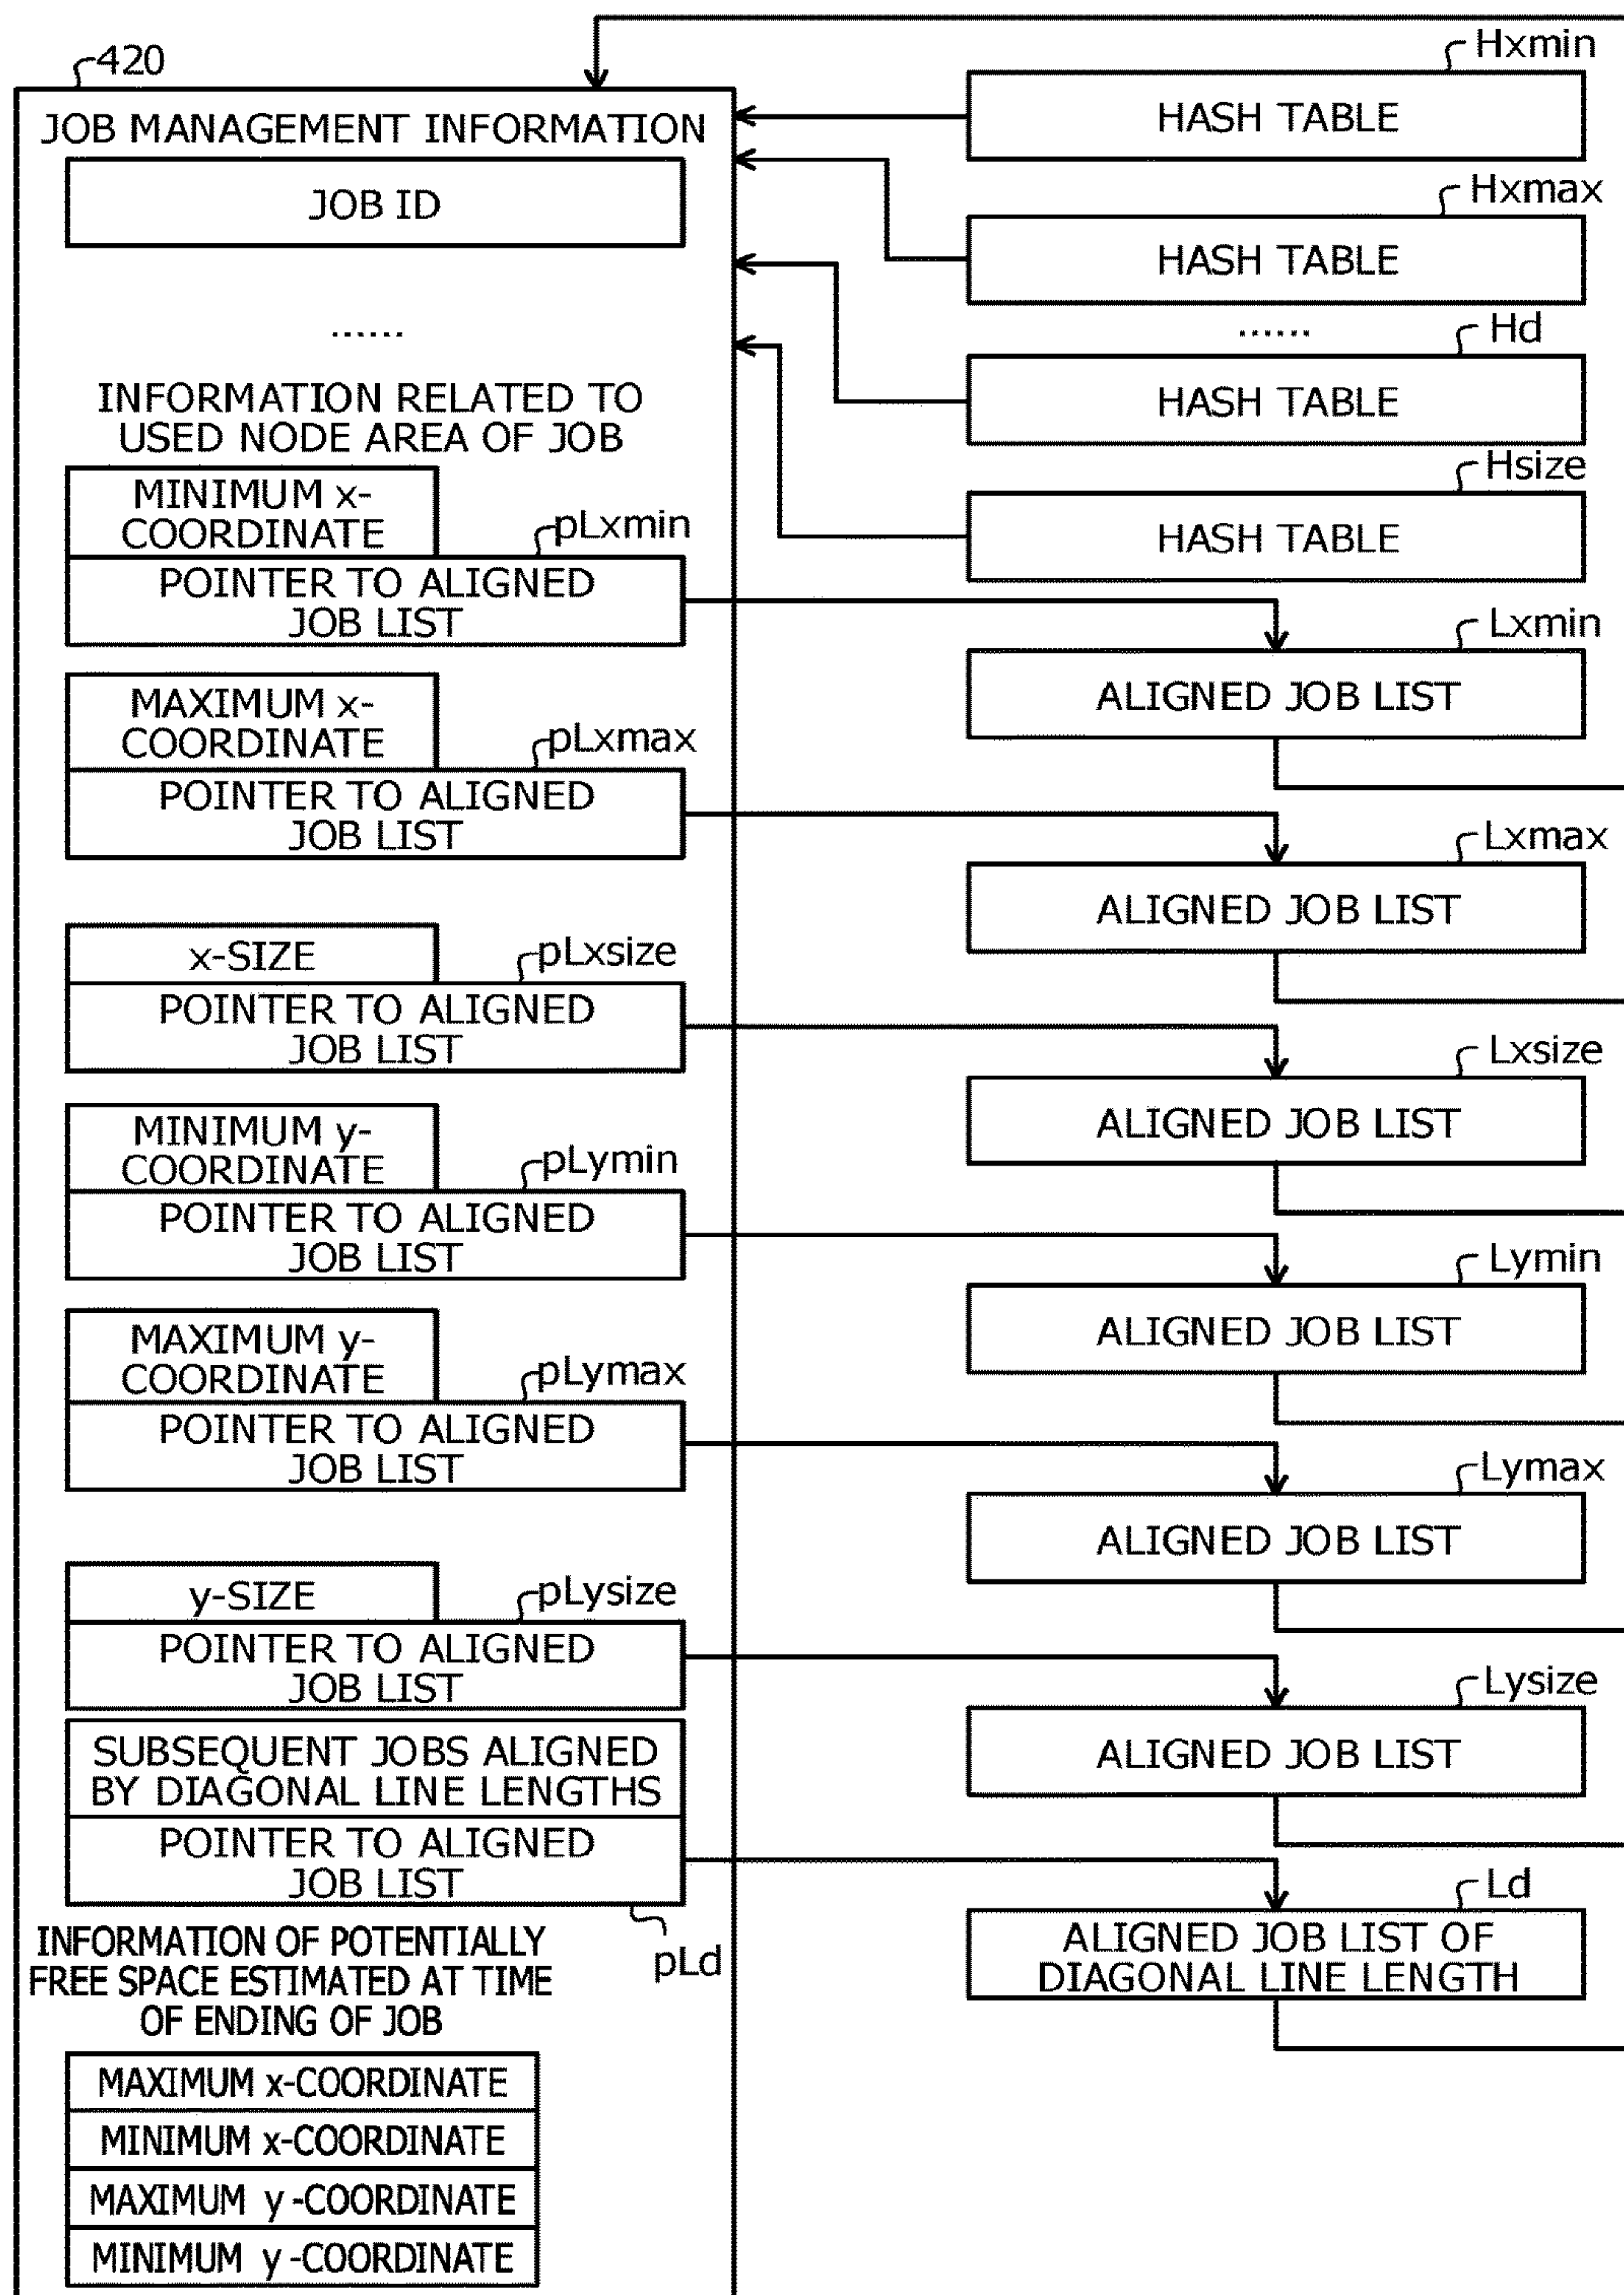 420
JOB MANAGEMENT INFORMATION
JOB ID
......
INFORMATION RELATED TO
USED NODE AREA OF JOB
MINIMUM x-
COORDINATE
pLxmin
POINTER TO ALIGNED
JOB LIST
MAXIMUM x-
COORDINATE
pLxmax
POINTER TO ALIGNED
JOB LIST
x-SIZE
pLxsize
POINTER TO ALIGNED
JOB LIST
MINIMUM y-
COORDINATE
pLymin
POINTER TO ALIGNED
JOB LIST
MAXIMUM y-
COORDINATE
pLymax
POINTER TO ALIGNED
JOB LIST
y-SIZE
pLysize
POINTER TO ALIGNED
JOB LIST
SUBSEQUENT JOBS ALIGNED
BY DIAGONAL LINE LENGTHS
POINTER TO ALIGNED
JOB LIST
pLd
INFORMATION OF POTENTIALLY
FREE SPACE ESTIMATED AT TIME
OF ENDING OF JOB
MAXIMUM x-COORDINATE
MINIMUM x-COORDINATE
MAXIMUM y-COORDINATE
MINIMUM y-COORDINATE
Hxmin
HASH TABLE
Hxmax
HASH TABLE
......
Hd
HASH TABLE
Hsize
HASH TABLE
Lxmin
ALIGNED JOB LIST
Lxmax
ALIGNED JOB LIST
Lxsize
ALIGNED JOB LIST
Lymin
ALIGNED JOB LIST
Lymax
ALIGNED JOB LIST
Lysize
ALIGNED JOB LIST
Ld
ALIGNED JOB LIST OF
DIAGONAL LINE LENGTH